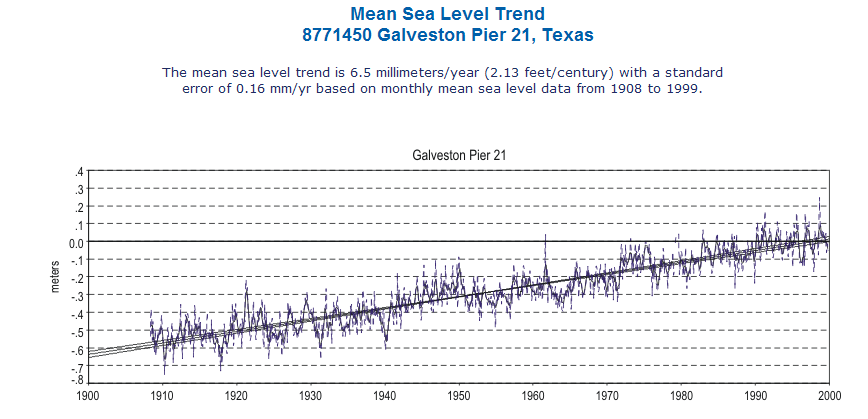 Mean Sea Level Trend
8771450 Galveston Pier 21, Texas
The mean sea level trend is 6.5 millimeters/year (2.13 feet/century) with a standard
error of 0.16 mm/yr based on monthly mean sea level data from 1908 to 1999.
Galveston Pier 21
.4
.3
.2
.1
0.0
-.1
-.2
-.3
-.4
-.5
-.6
-.7
-.8
meters
1900 1910 1920 1930 1940 1950 1960 1970 1980 1990 2000